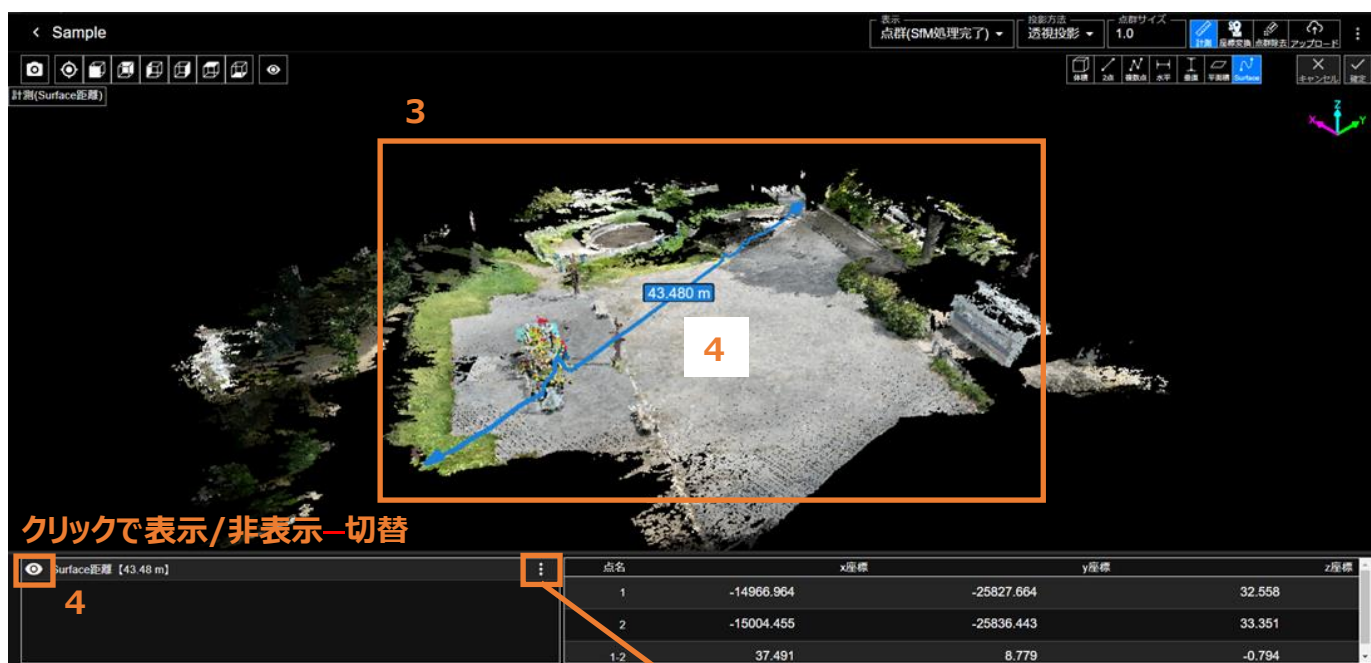 Sample
表示
点群(SfM処理完了)
投影方法
透視投影
点群サイズ
1.0
計測 座標変換 点群除去 アップロード
体積 2点 複数点 水平 垂直 平面積 Surface キャンセル 確定
計測(Surface距離)
Z
X Y
3
43.480 m
4
クリックで表示/非表示 切替
Surface距離【43.48 m】
4
点名 x座標 y座標 z座標
1 -14966.964 -25827.664 32.558
2 -15004.455 -25836.443 33.351
1-2 37.491 8.779 -0.794